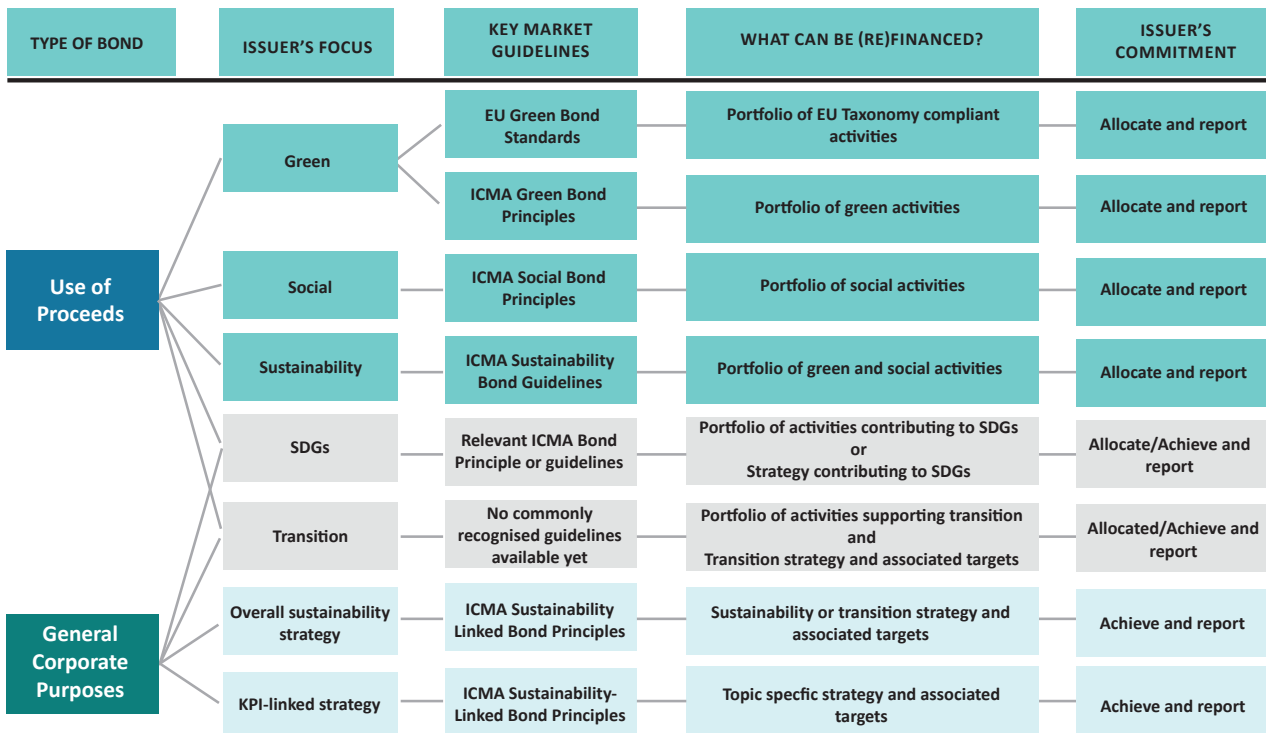 TYPE OF BOND
ISSUER'S FOCUS
KEY MARKET
GUIDELINES
WHAT CAN BE (RE)FINANCED?
ISSUER'S
COMMITMENT
Use of
Proceeds
Green
EU Green Bond
Standards
Portfolio of EU Taxonomy compliant
activities
Allocate and report
ICMA Green Bond
Principles
Portfolio of green activities
Allocate and report
Social
ICMA Social Bond
Principles
Portfolio of social activities
Allocate and report
Sustainability
ICMA Sustainability
Bond Guidelines
Portfolio of green and social activities
Allocate and report
SDGs
Relevant ICMA Bond
Principle or guidelines
Portfolio of activities contributing to SDGs
or
Strategy contributing to SDGs
Allocate/Achieve and
report
Transition
No commonly
recognised guidelines
available yet
Portfolio of activities supporting transition
and
Transition strategy and associated targets
Allocated/Achieve and
report
General
Corporate
Purposes
Overall sustainability
strategy
ICMA Sustainability
Linked Bond Principles
Sustainability or transition strategy and
associated targets
Achieve and report
KPI-linked strategy
ICMA Sustainability-
Linked Bond Principles
Topic specfic strategy and associated
targets
Achieve and report